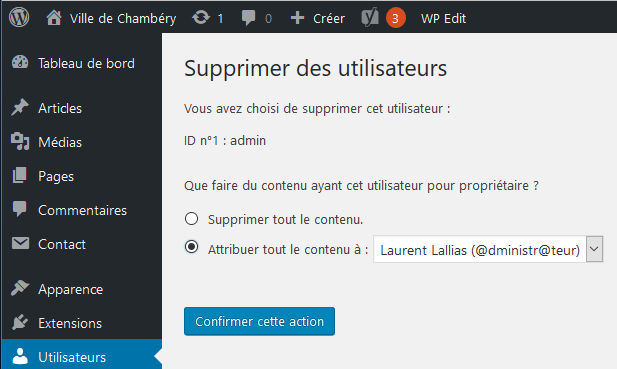 Ville de Chambéry 1 0 + Créer 3 WP Edit
Tableau de bord
Articles
Médias
Pages
Commentaires
Contact
Apparence
Extensions
Utilisateurs
Supprimer des utilisateurs
Vous avez choisi de supprimer cet utilisateur :
ID n°1 : admin
Que faire du contenu ayant cet utilisateur pour propriétaire ?
Supprimer tout le contenu.
Attribuer tout le contenu à : Laurent Lallias (@dministr@teur)
Confirmer cette action